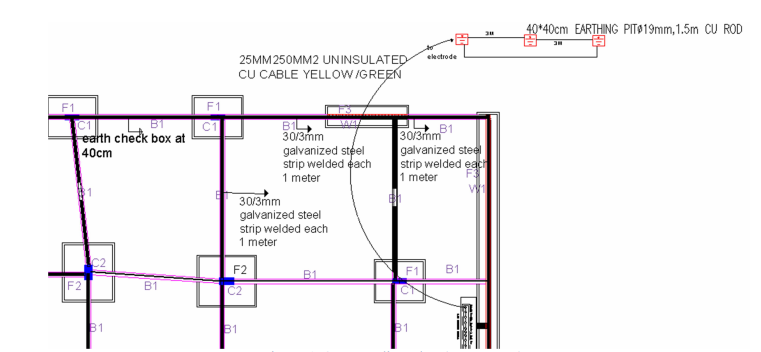 40*40cm EARTHING PITø19mm,1.5m CU ROD
3M
3M
to
electrode
25MM250MM2 UNINSULATED
CU CABLE YELLOW/GREEN
F1
F1
F3
C1
B1
C1
B1
W1
B1
earth check box at
40cm
30/3mm
galvanized steel
strip welded each
1 meter
30/3mm
galvanized steel
strip welded each
1 meter
F3
W1
B1
B1
B1
30/3mm
galvanized steel
strip welded each
1 meter
C2
F2
B1
F2
C2
B1
F1
C1
B1
B1
B1
B1